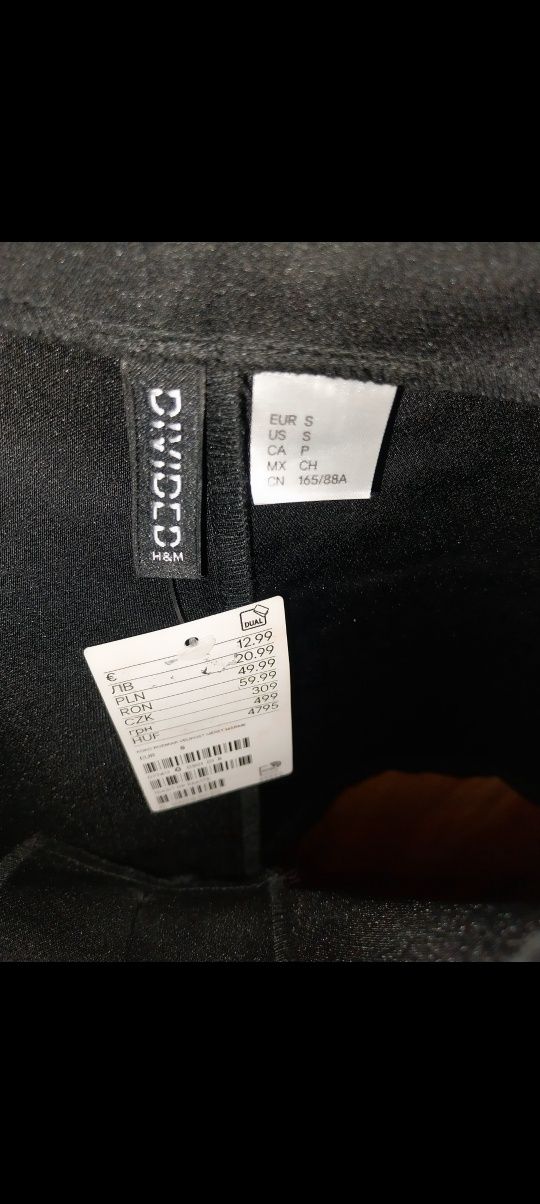 DIVIDED
H&M
EUR S
US S
CA P
MX CH
CN 165/88A
DUAL
€ 12.99
ЛВ 20.99
PLN 49.99
RON 59.99
CZK 309
грн 499
HUF 4795
EUR S